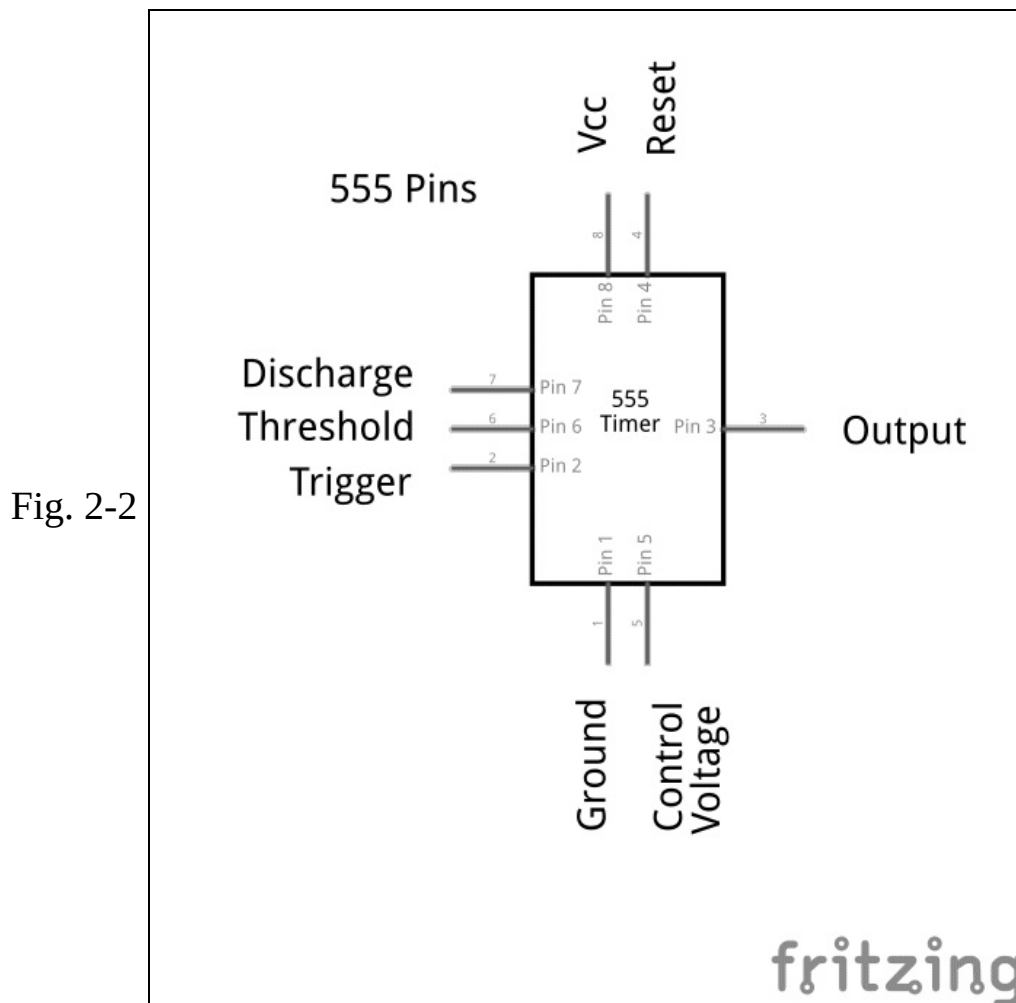 Fig. 2-2
555 Pins
Vcc
Reset
8
4
Pin 8
Pin 4
Discharge
7
Pin 7
Threshold
6
Pin 6
Trigger
2
Pin 2
555
Timer
Pin 3
3
Output
Pin 1
Pin 5
1
5
Ground
Control
Voltage
fritzing